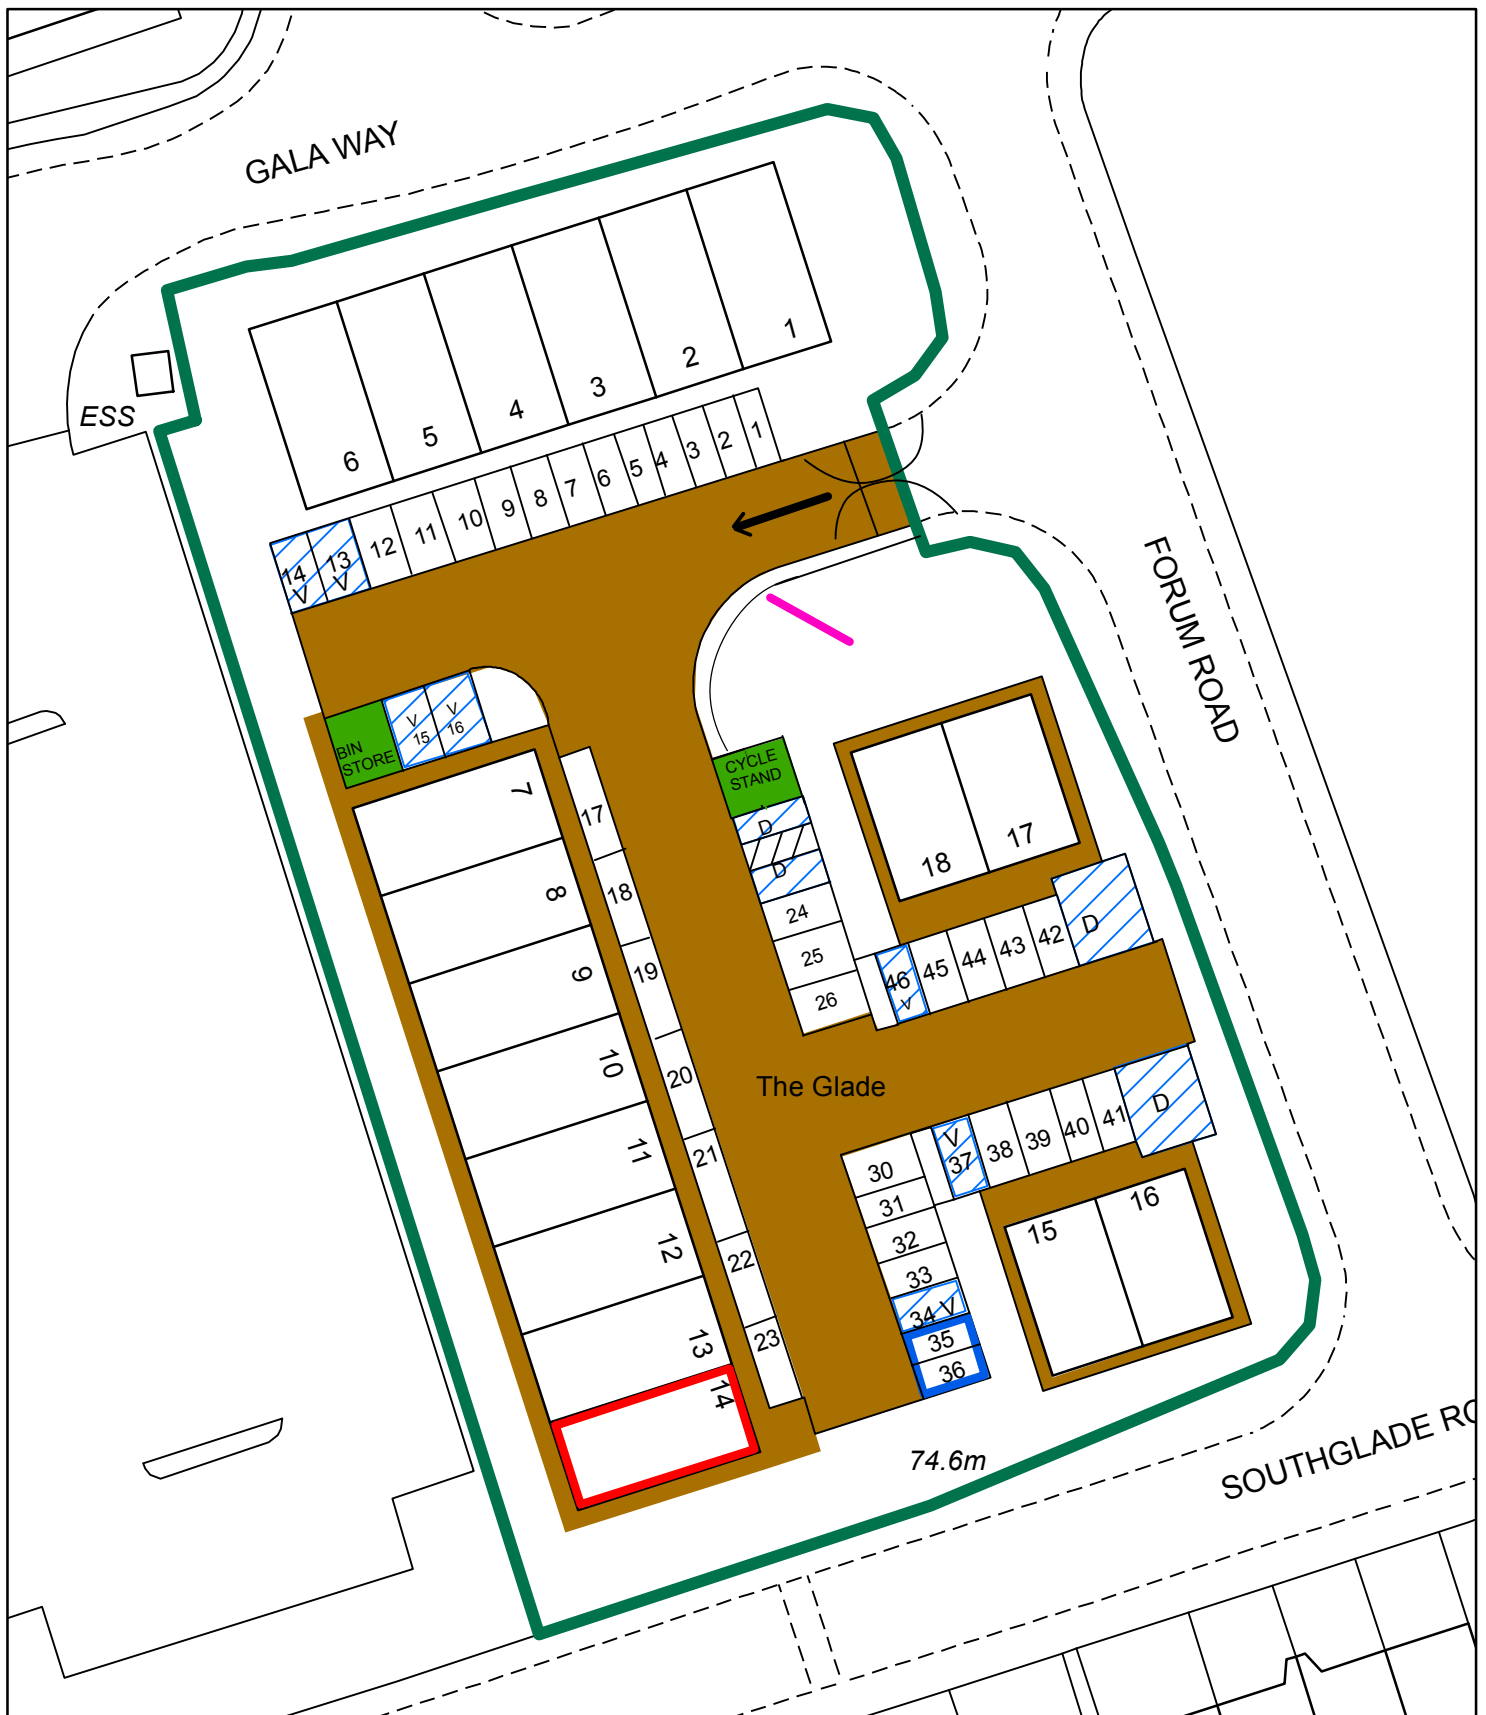 GALA WAY
1
2
3
4
5
6
ESS
1
2
3
4
5
6
7
8
9
10
11
12
13
V
14
V
FORUM ROAD
BIN
STORE
V
15
V
16
CYCLE
STAND
D
D
24
25
26
7
8
9
10
11
12
13
14
17
18
19
20
21
22
23
18
17
46
V
45
44
43
42
D
The Glade
30
31
32
33
34 V
35
36
V
37
38
39
40
41
D
15
16
74.6m
SOUTHGLADE RO